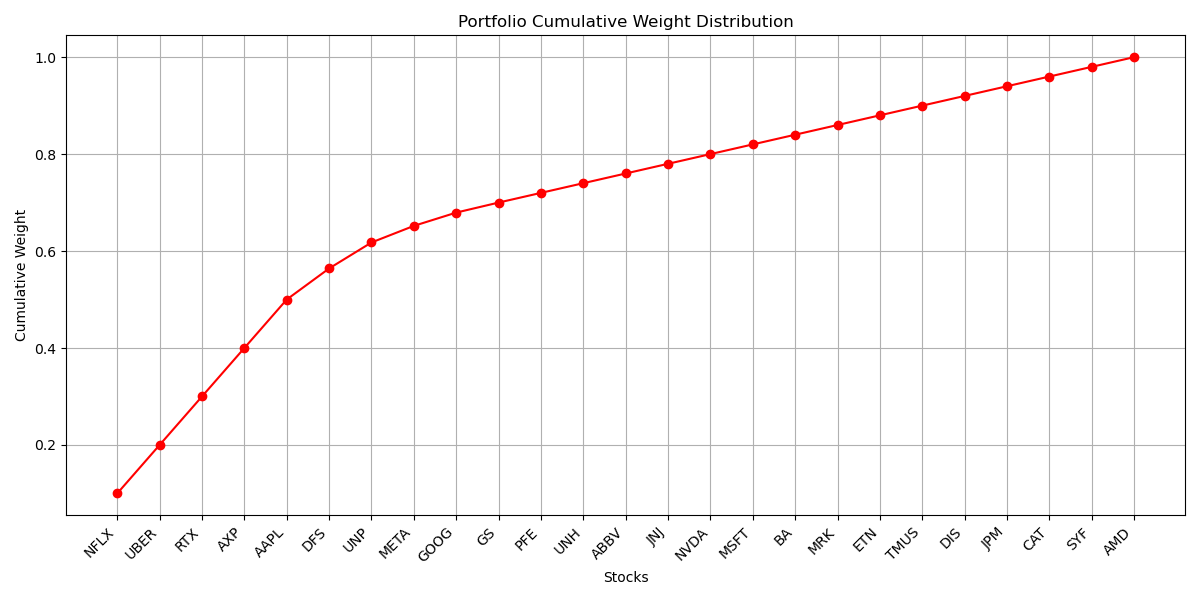 Portfolio Cumulative Weight Distribution
Cumulative Weight
1.0
0.8
0.6
0.4
0.2
NFLX
UBER
RTX
AXP
AAPL
DFS
UNP
META
GOOG
GS
PFE
UNH
ABBV
JNJ
NVDA
MSFT
BA
MRK
ETN
TMUS
DIS
JPM
CAT
SYF
AMD
Stocks